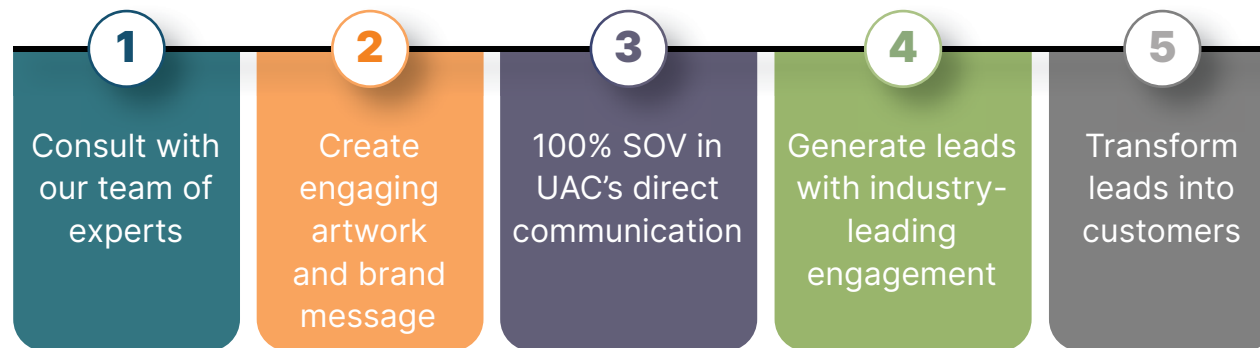 1
Consult with
our team of
experts
2
Create
engaging
artwork
and brand
message
3
100% SOV in
UAC’s direct
communication
4
Generate leads
with industry-
leading
engagement
5
Transform
leads into
customers